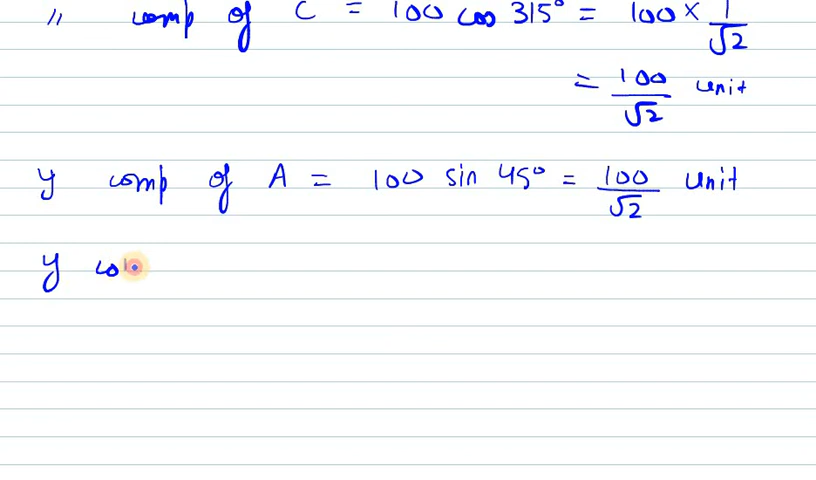 " comp of C = 100 cos 315° = 100 × 1/√2
= 100/√2 unit
y comp of A = 100 sin 45° = 100/√2 unit
y co